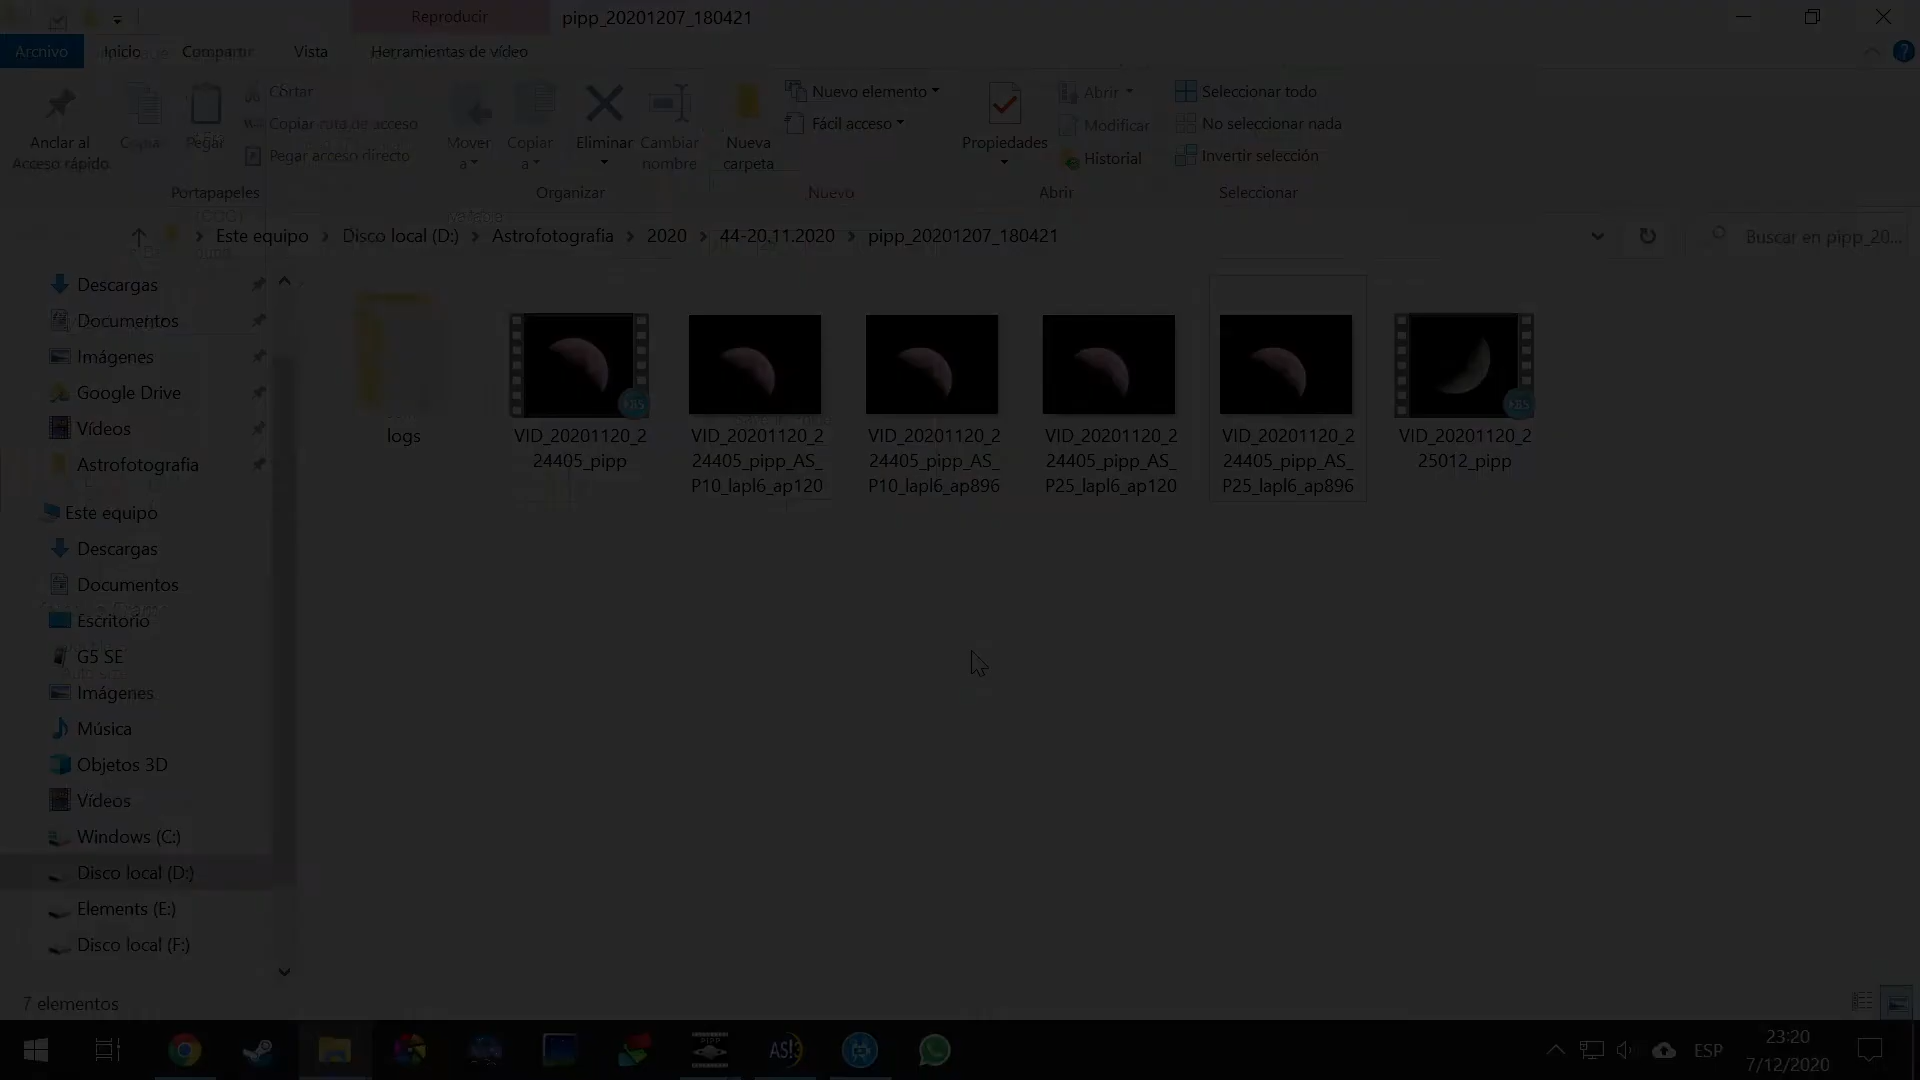 Reproducir
pipp_20201207_180421
Archivo
Inicio
Compartir
Vista
Herramientas de vídeo
Anclar al
Acceso rápido
Copiar
Pegar
Cortar
Copiar ruta de acceso
Pegar acceso directo
Portapapeles
Mover
a
Copiar
a
Eliminar
Cambiar
nombre
Organizar
Nueva
carpeta
Nuevo elemento
Fácil acceso
Nuevo
Propiedades
Abrir
Modificar
Historial
Abrir
Seleccionar todo
No seleccionar nada
Invertir selección
Seleccionar
Este equipo
Disco local (D:)
Astrofotografia
2020
44-20.11.2020
pipp_20201207_180421
Buscar en pipp_20...
Descargas
Documentos
Imágenes
Google Drive
Vídeos
Astrofotografia
Este equipo
Descargas
Documentos
Escritorio
G5 SE
Imágenes
Música
Objetos 3D
Vídeos
Windows (C:)
Disco local (D:)
Elements (E:)
Disco local (F:)
logs
VID_20201120_2
24405_pipp
VID_20201120_2
24405_pipp_AS_
P10_lapl6_ap120
VID_20201120_2
24405_pipp_AS_
P10_lapl6_ap896
VID_20201120_2
24405_pipp_AS_
P25_lapl6_ap120
VID_20201120_2
24405_pipp_AS_
P25_lapl6_ap896
VID_20201120_2
25012_pipp
7 elementos
AS!3
ESP
23:20
7/12/2020